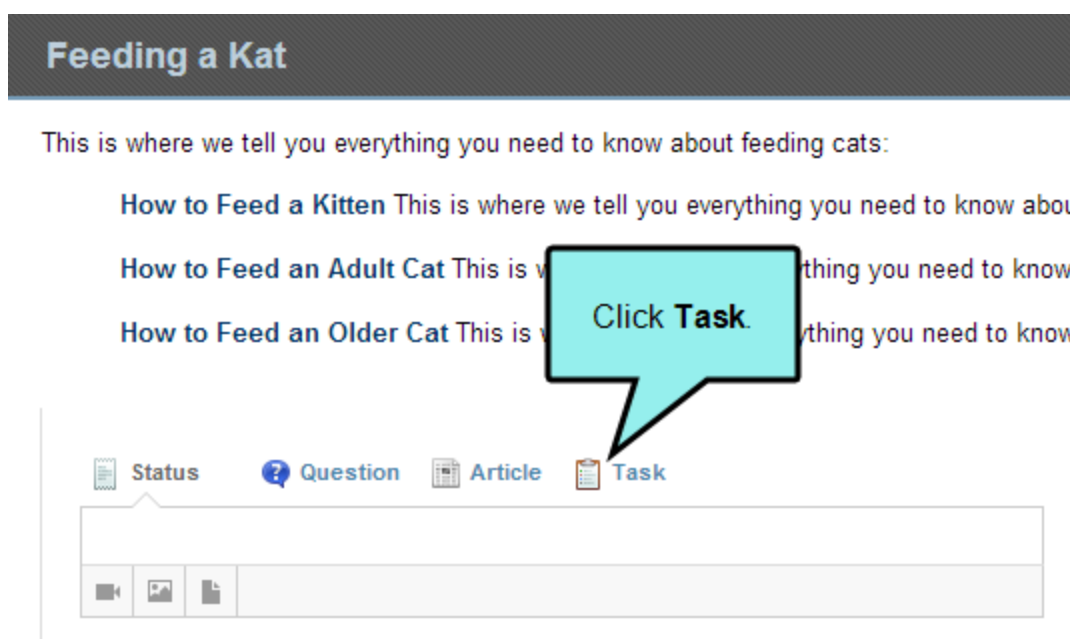 Feeding a Kat
This is where we tell you everything you need to know about feeding cats:
How to Feed a Kitten This is where we tell you everything you need to know
How to Feed an Adult Cat This is you need to know
Click Task.
How to Feed an Older Cat This is you need to know
Status Question Article Task